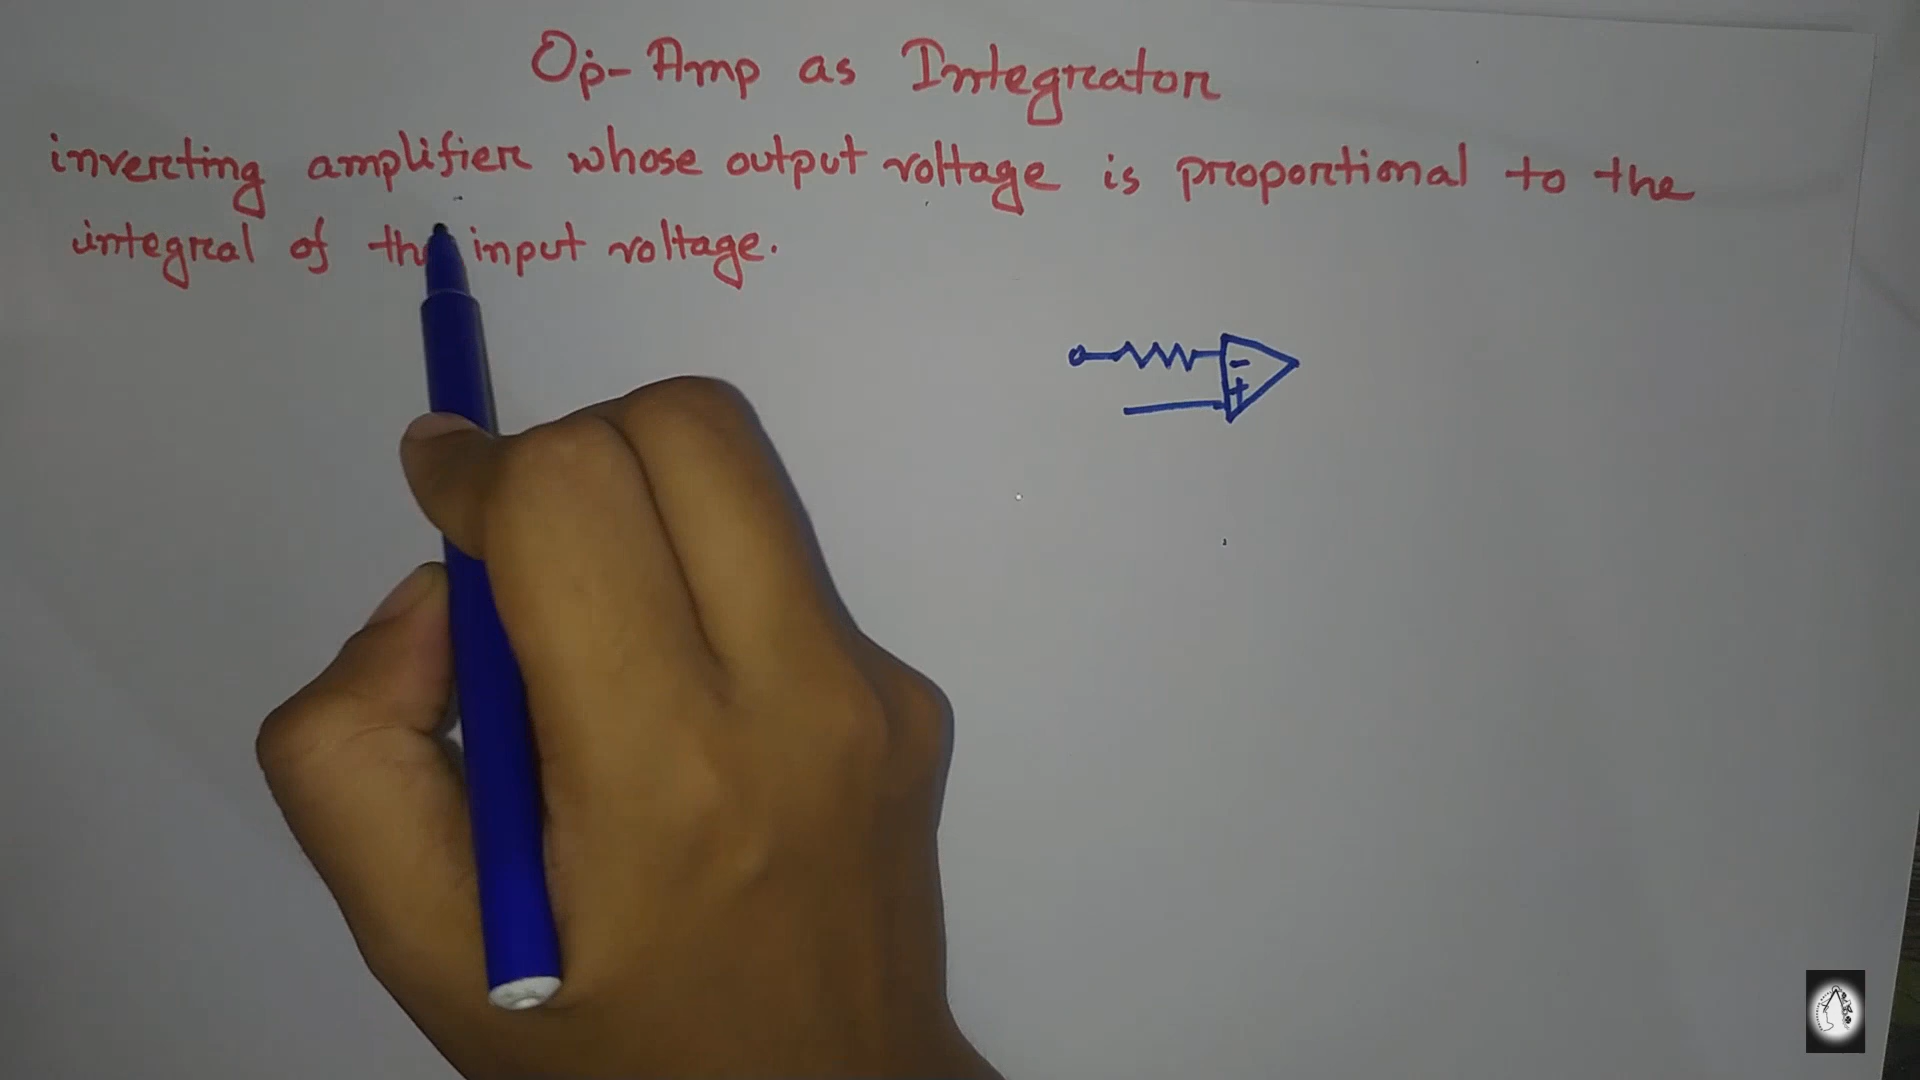 Op-Amp as Integrator
inverting amplifier whose output voltage is proportional to the
integral of the input voltage.
-
+